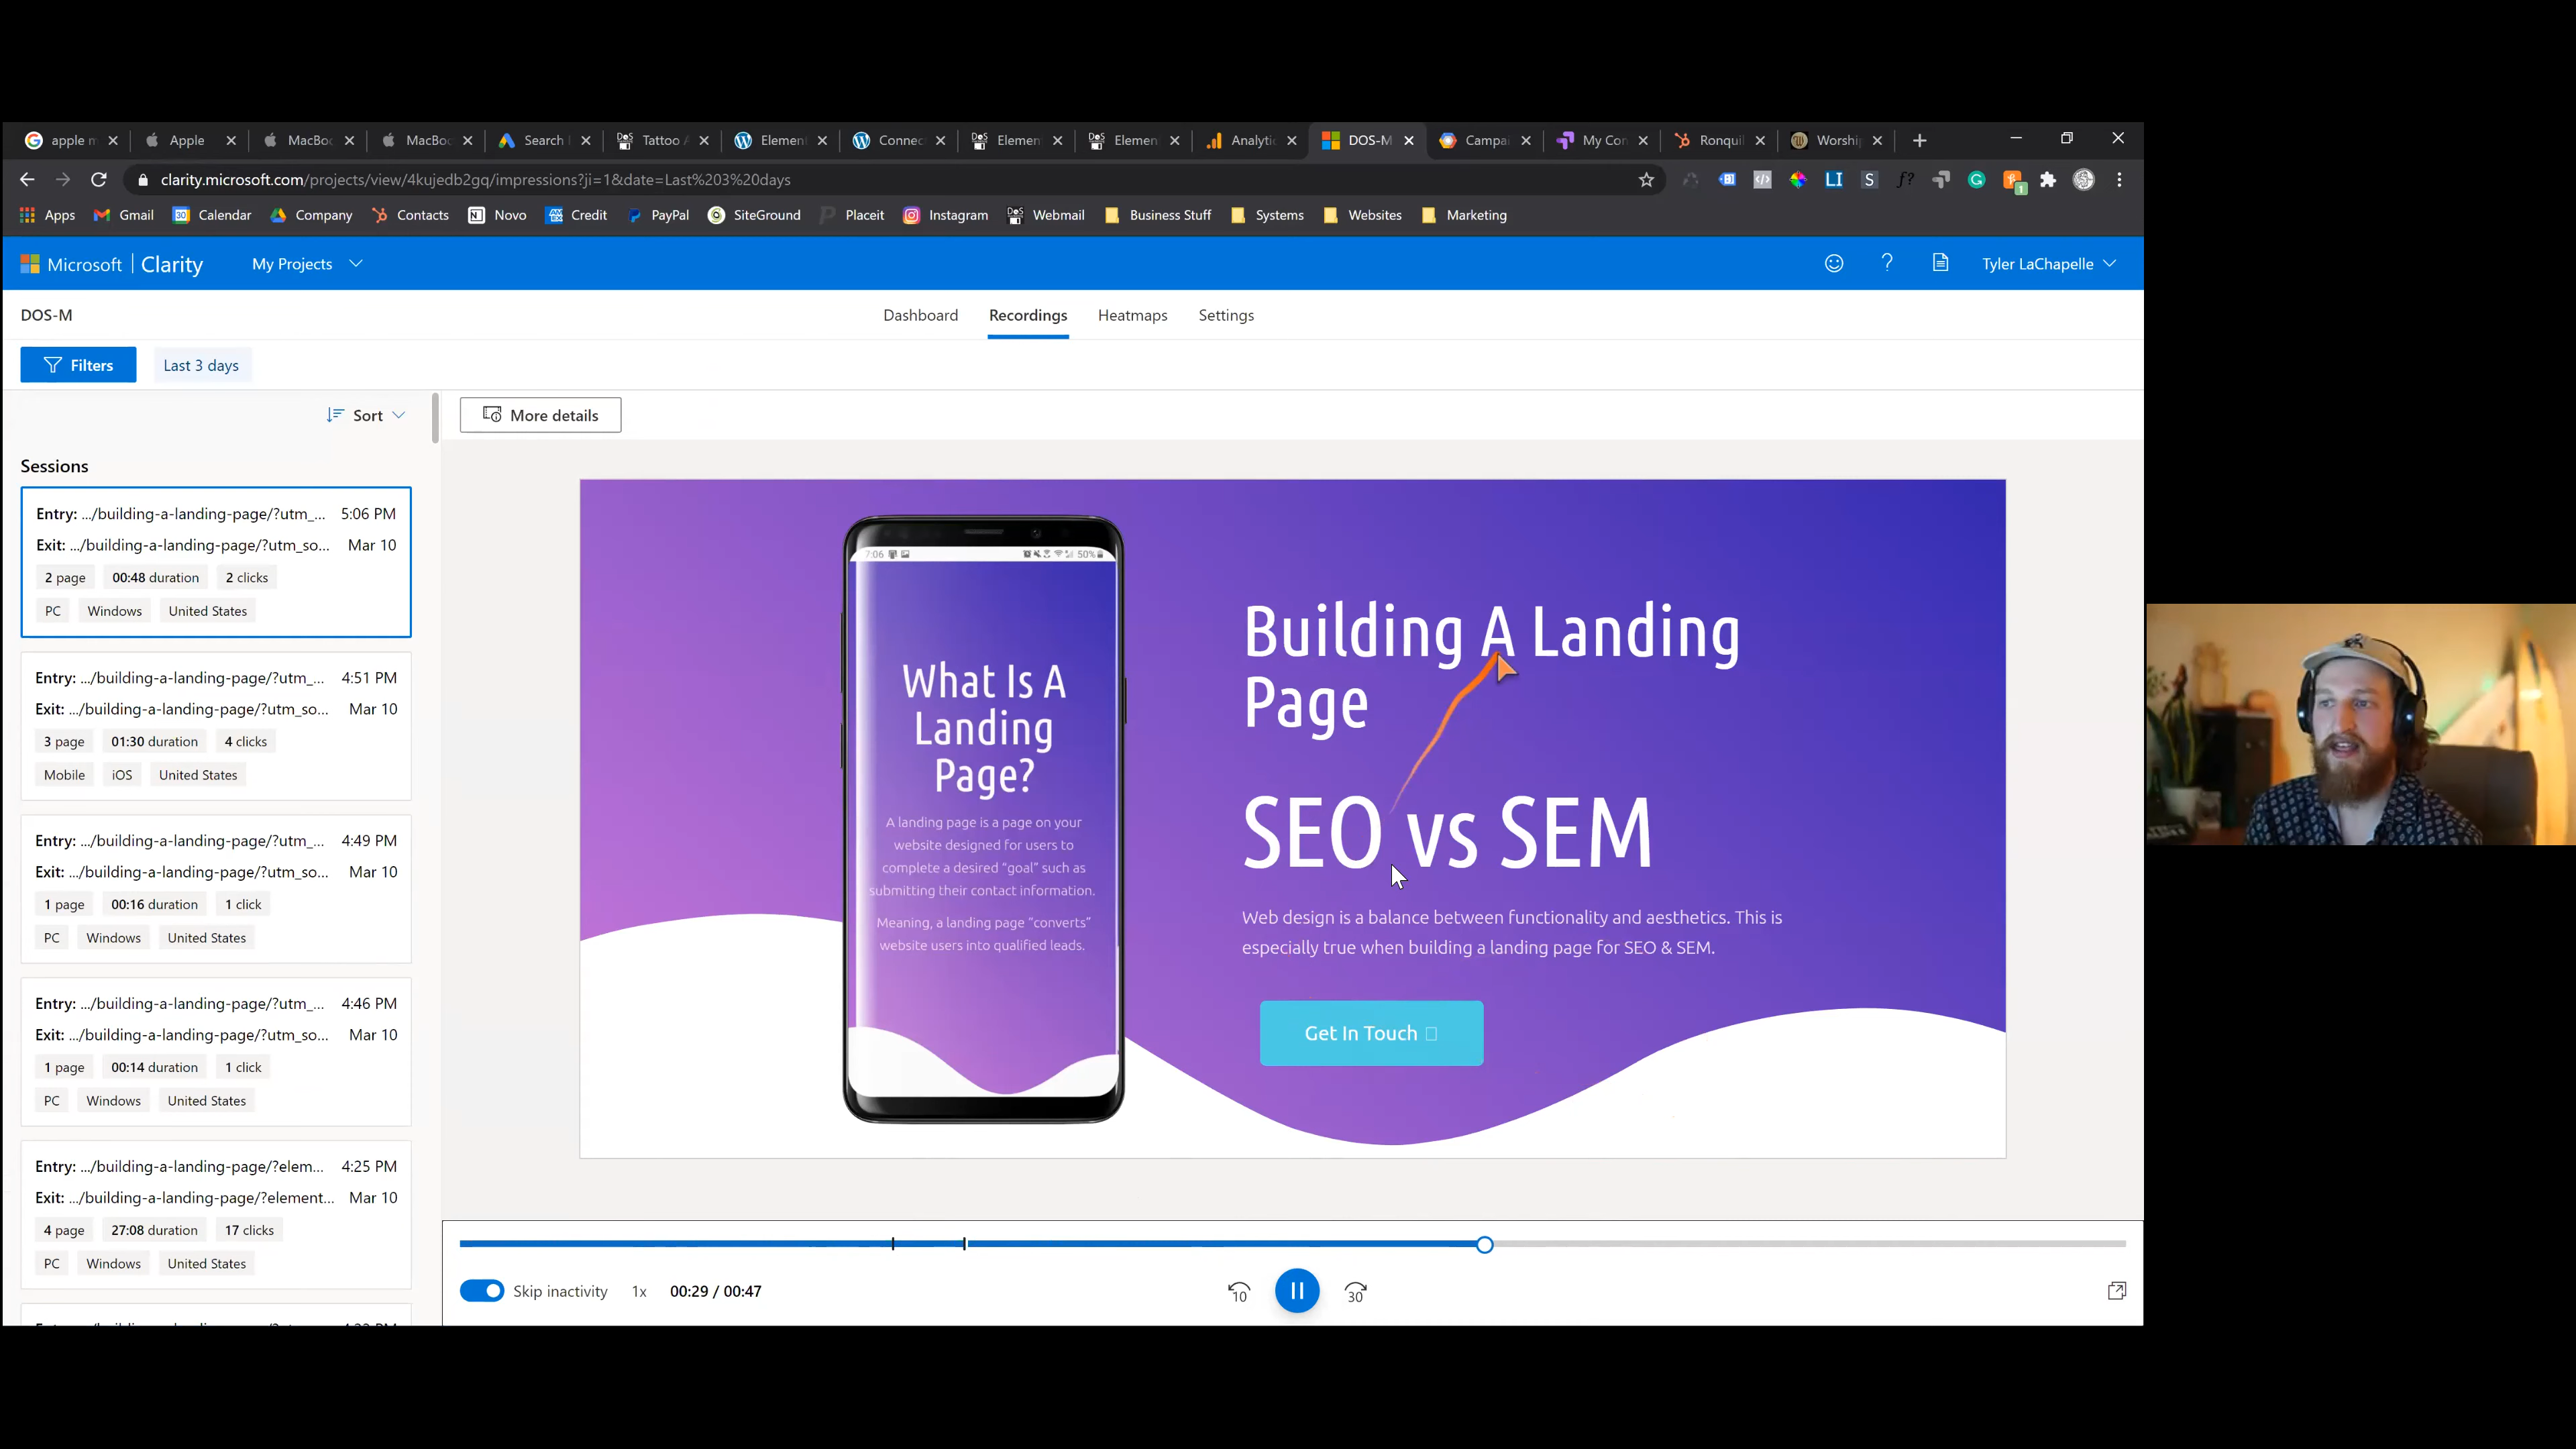 apple m
Apple
MacBoo
MacBoo
Search
Tattoo A
Element
Connec
Elemen
Elemen
Analytic
DOS-M
Campai
My Con
Ronquil
Worship
clarity.microsoft.com/projects/view/4kujedb2gq/impressions?ji=1&date=Last%203%20days
Apps
Gmail
Calendar
Company
Contacts
Novo
Credit
PayPal
SiteGround
Placeit
Instagram
Webmail
Business Stuff
Systems
Websites
Marketing
Microsoft | Clarity
My Projects
Tyler LaChapelle
DOS-M
Dashboard
Recordings
Heatmaps
Settings
Filters
Last 3 days
Sort
More details
Sessions
Entry: .../building-a-landing-page/?utm_... 5:06 PM
Exit: .../building-a-landing-page/?utm_so... Mar 10
2 page 00:48 duration 2 clicks
PC Windows United States
Entry: .../building-a-landing-page/?utm_... 4:51 PM
Exit: .../building-a-landing-page/?utm_so... Mar 10
3 page 01:30 duration 4 clicks
Mobile iOS United States
Entry: .../building-a-landing-page/?utm_... 4:49 PM
Exit: .../building-a-landing-page/?utm_so... Mar 10
1 page 00:16 duration 1 click
PC Windows United States
Entry: .../building-a-landing-page/?utm_... 4:46 PM
Exit: .../building-a-landing-page/?utm_so... Mar 10
1 page 00:14 duration 1 click
PC Windows United States
Entry: .../building-a-landing-page/?elem... 4:25 PM
Exit: .../building-a-landing-page/?element... Mar 10
4 page 27:08 duration 17 clicks
PC Windows United States
7:06 50%
What Is A
Landing
Page?
A landing page is a page on your
website designed for users to
complete a desired "goal" such as
submitting their contact information.
Meaning, a landing page "converts"
website users into qualified leads.
Building A Landing
Page
SEO vs SEM
Web design is a balance between functionality and aesthetics. This is
especially true when building a landing page for SEO & SEM.
Get In Touch
Skip inactivity 1x 00:29 / 00:47
10
30